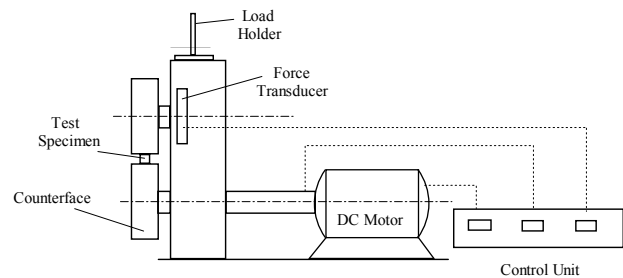 Load
Holder
Force
Transducer
Test
Specimen
Counterface
DC Motor
Control Unit